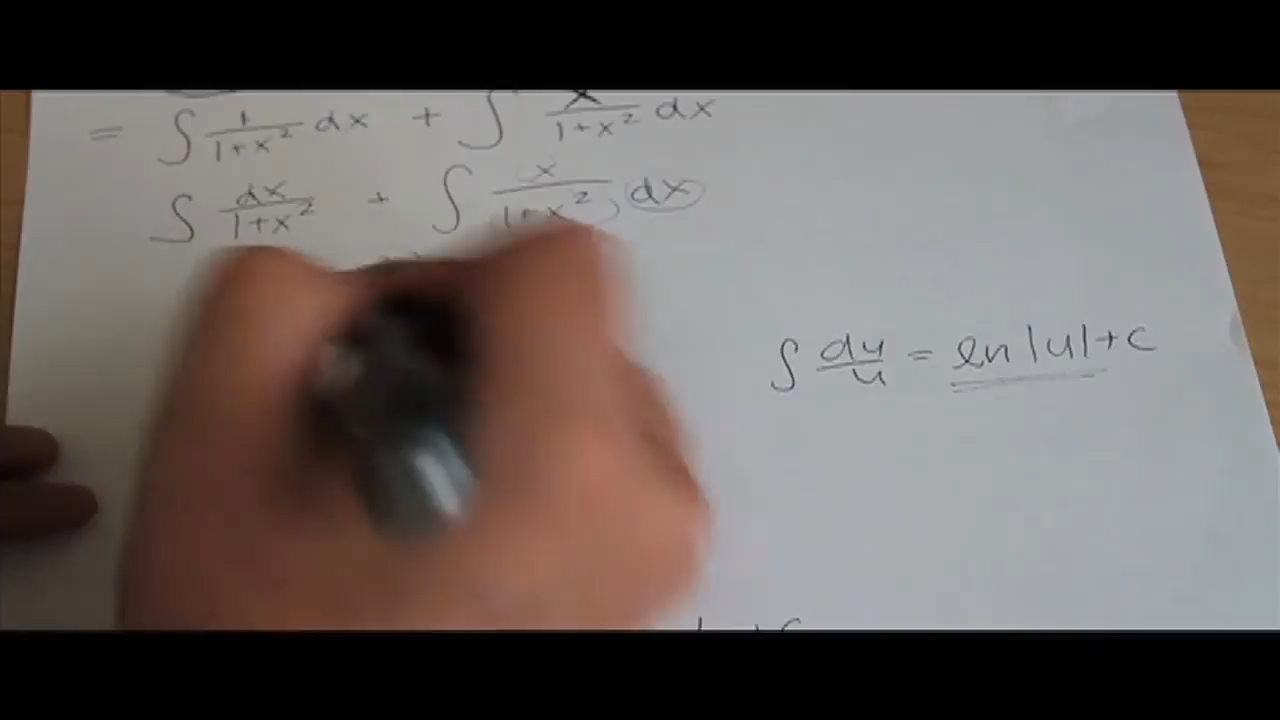 = ∫ 1/(1+x²) dx + ∫ x/(1+x²) dx
∫ dx/(1+x²) + ∫ x/(1+x²) dx
∫ du/u = ln|u|+c